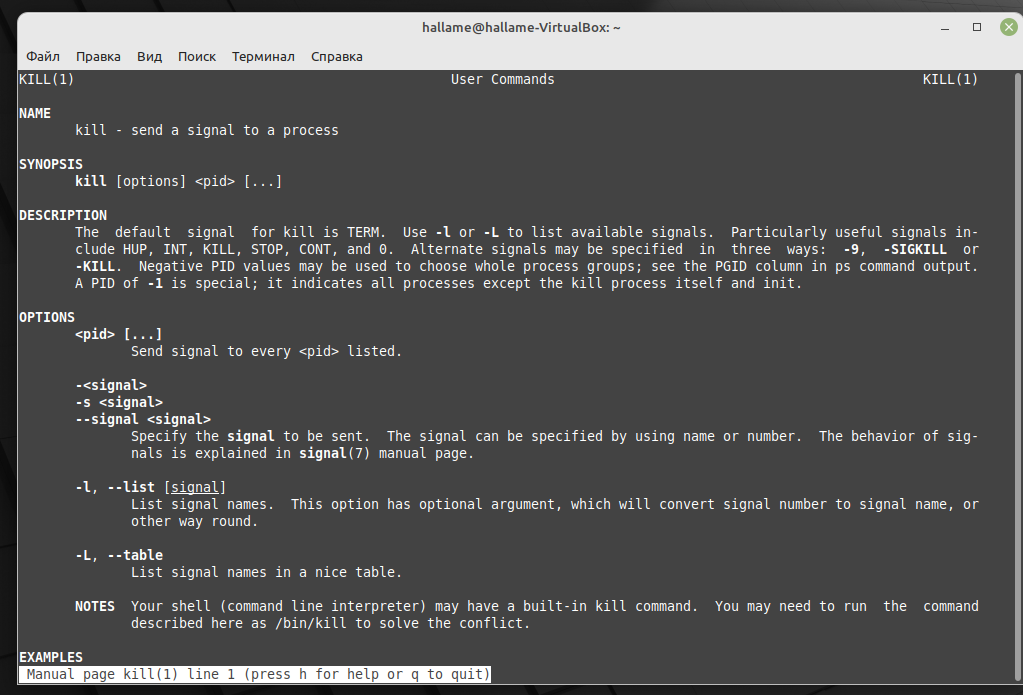 hallame@hallame-VirtualBox: ~
Файл Правка Вид Поиск Терминал Справка
KILL(1) User Commands KILL(1)
NAME
kill - send a signal to a process
SYNOPSIS
kill [options] <pid> [...]
DESCRIPTION
The default signal for kill is TERM. Use -l or -L to list available signals. Particularly useful signals in-
clude HUP, INT, KILL, STOP, CONT, and 0. Alternate signals may be specified in three ways: -9, -SIGKILL or
-KILL. Negative PID values may be used to choose whole process groups; see the PGID column in ps command output.
A PID of -1 is special; it indicates all processes except the kill process itself and init.
OPTIONS
<pid> [...]
Send signal to every <pid> listed.
-<signal>
-s <signal>
--signal <signal>
Specify the signal to be sent. The signal can be specified by using name or number. The behavior of sig-
nals is explained in signal(7) manual page.
-l, --list [signal]
List signal names. This option has optional argument, which will convert signal number to signal name, or
other way round.
-L, --table
List signal names in a nice table.
NOTES Your shell (command line interpreter) may have a built-in kill command. You may need to run the command
described here as /bin/kill to solve the conflict.
EXAMPLES
Manual page kill(1) line 1 (press h for help or q to quit)